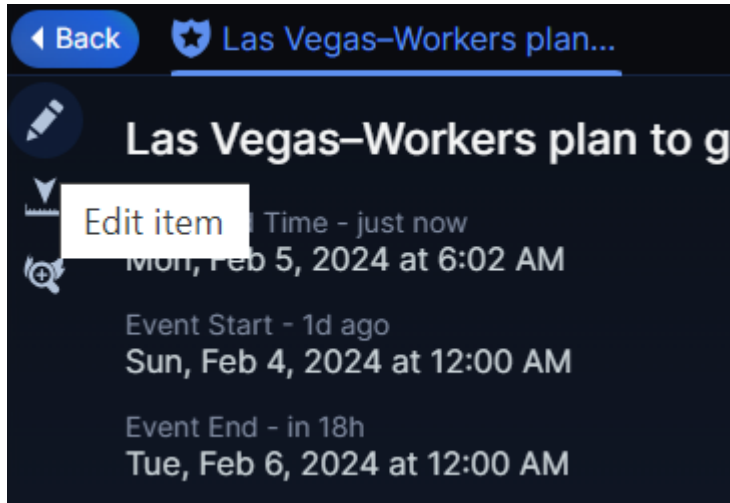 Back
Las Vegas–Workers plan...
Las Vegas–Workers plan to g
Edit item
Time - just now
Mon, Feb 5, 2024 at 6:02 AM
Event Start - 1d ago
Sun, Feb 4, 2024 at 12:00 AM
Event End - in 18h
Tue, Feb 6, 2024 at 12:00 AM